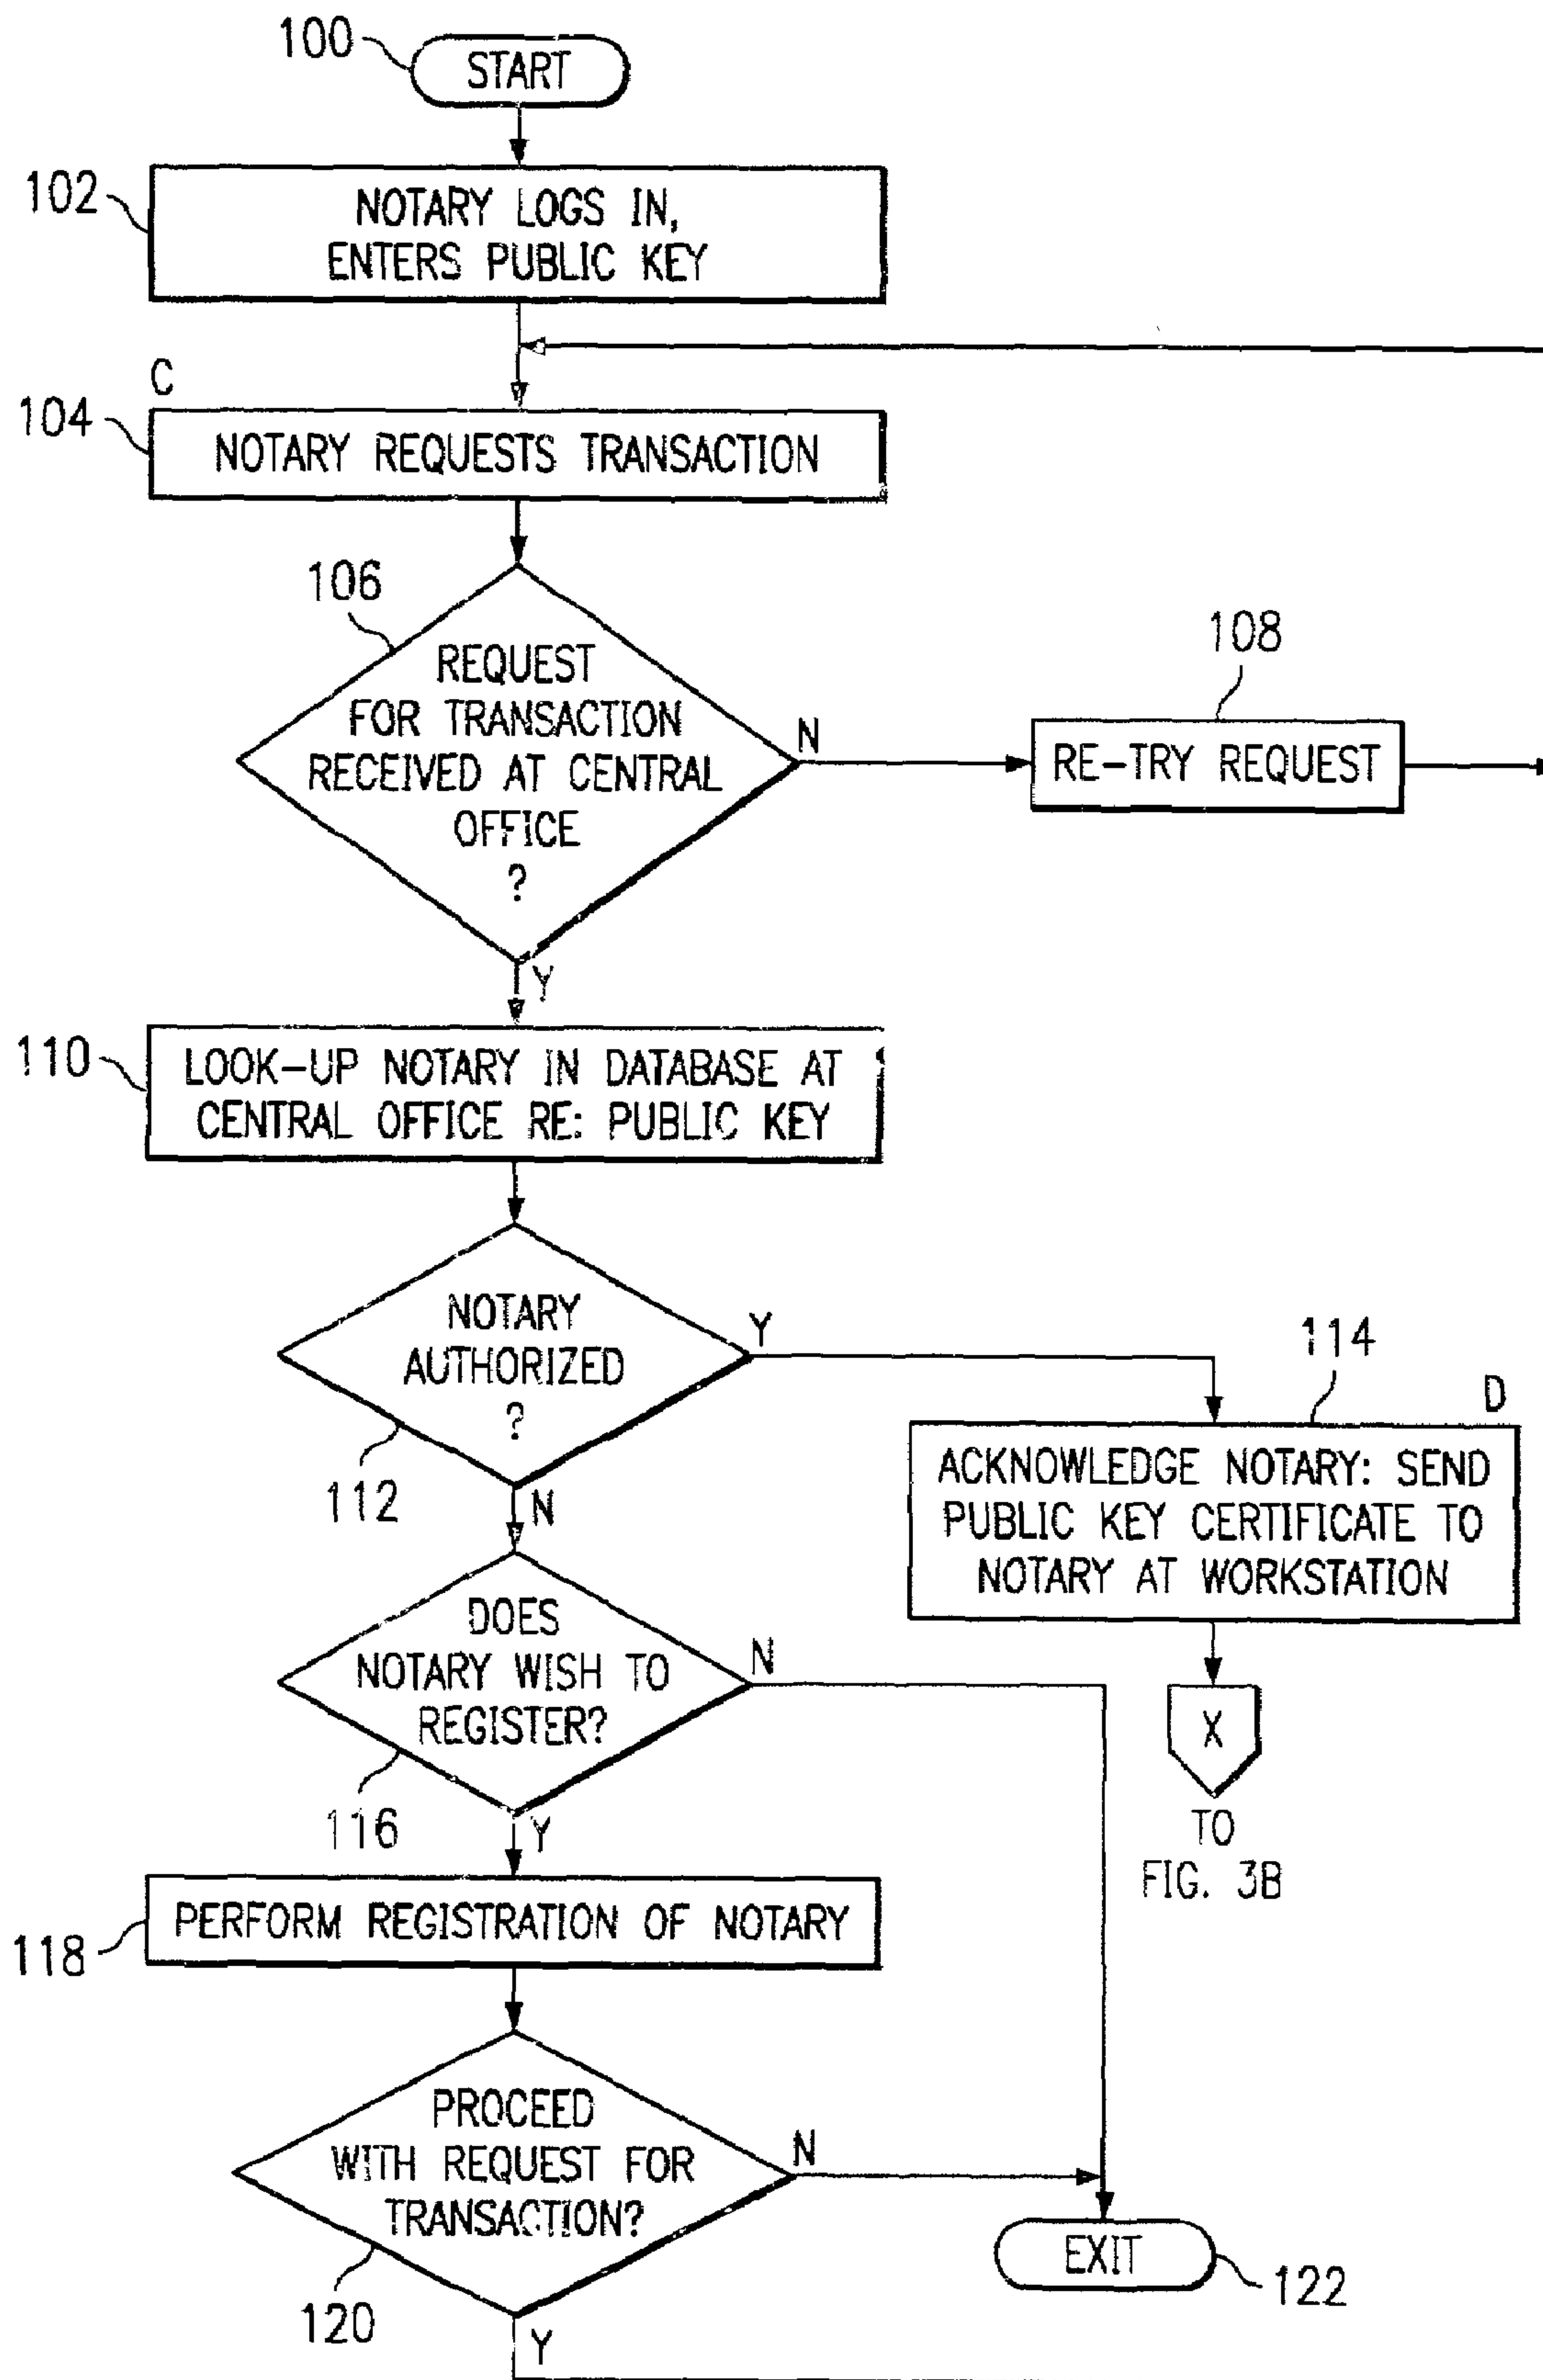 100
START
102
NOTARY LOGS IN,
ENTERS PUBLIC KEY
C
104
NOTARY REQUESTS TRANSACTION
106
REQUEST
FOR TRANSACTION
RECEIVED AT CENTRAL
OFFICE
?
N
108
RE-TRY REQUEST
Y
110
LOOK-UP NOTARY IN DATABASE AT
CENTRAL OFFICE RE: PUBLIC KEY
NOTARY
AUTHORIZED
?
112
Y
114
D
ACKNOWLEDGE NOTARY: SEND
PUBLIC KEY CERTIFICATE TO
NOTARY AT WORKSTATION
X
TO
FIG. 3B
N
DOES
NOTARY WISH TO
REGISTER?
116
N
Y
118
PERFORM REGISTRATION OF NOTARY
PROCEED
WITH REQUEST FOR
TRANSACTION?
120
N
EXIT
122
Y